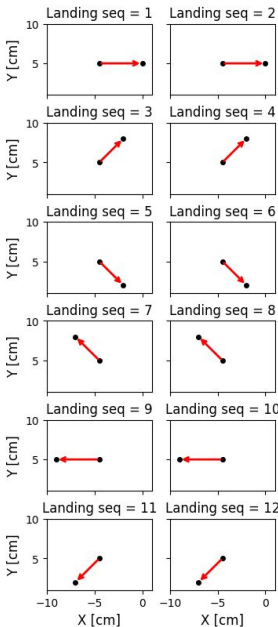 Landing seq = 1
Landing seq = 2
10
Y [cm]
5
Landing seq = 3
Landing seq = 4
10
Y [cm]
5
Landing seq = 5
Landing seq = 6
10
Y [cm]
5
0
Landing seq = 7
Landing seq = 8
10
Y [cm]
5
Landing seq = 9
Landing seq = 10
10
Y [cm]
5
Landing seq = 11
Landing seq = 12
10
Y [cm]
5
−10
−5
0
−10
−5
0
X [cm]
X [cm]